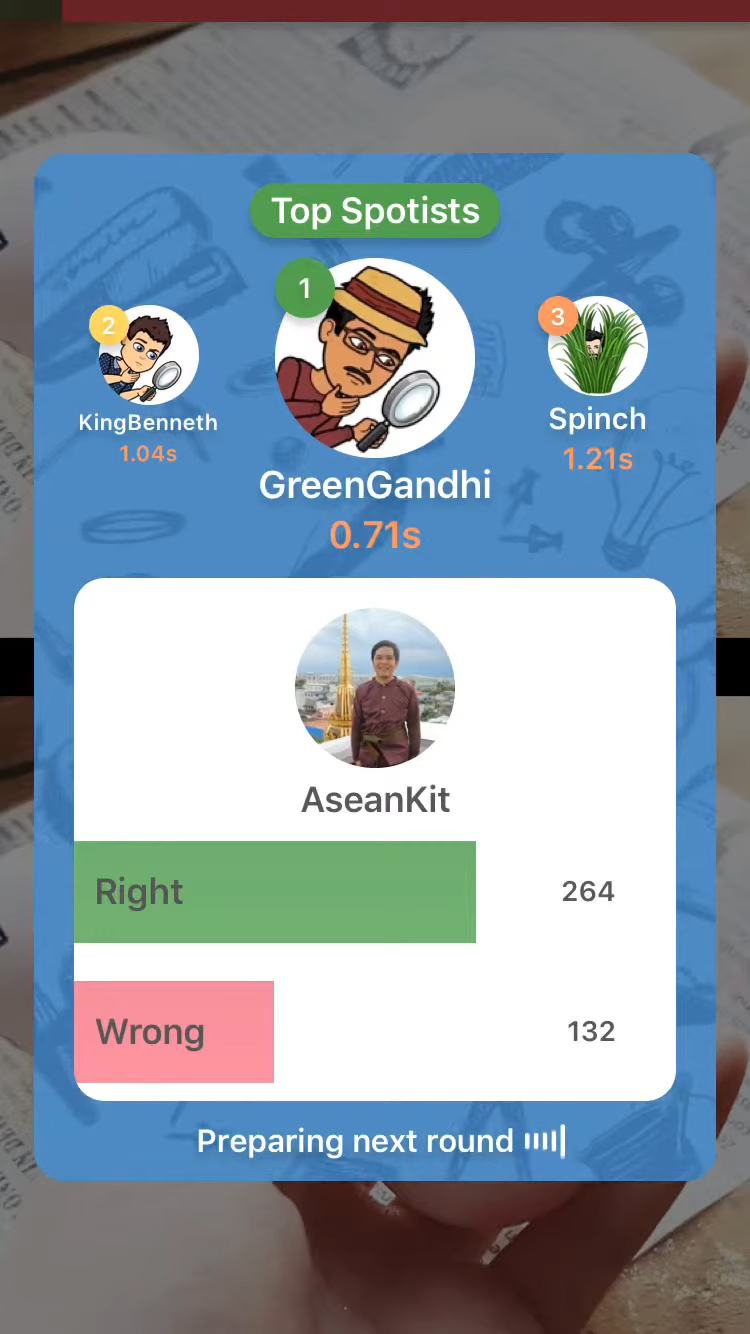 Top Spotists
1
2
3
KingBenneth
1.04s
GreenGandhi
0.71s
Spinch
1.21s
AseanKit
Right 264
Wrong 132
Preparing next round